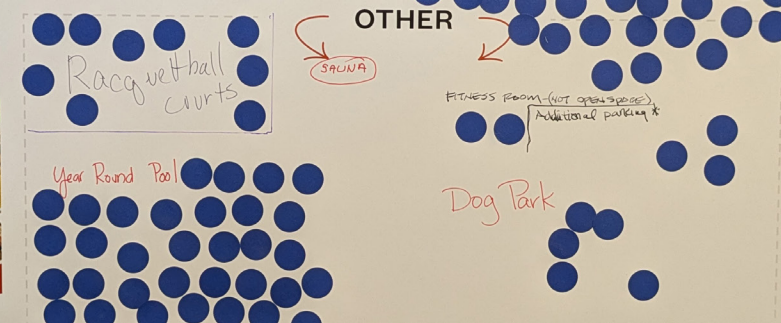 OTHER
Racquetball
courts
SAUNA
FITNESS ROOM-(NOT OPEN SPACE)
Additional parking *
Year Round Pool
Dog Park